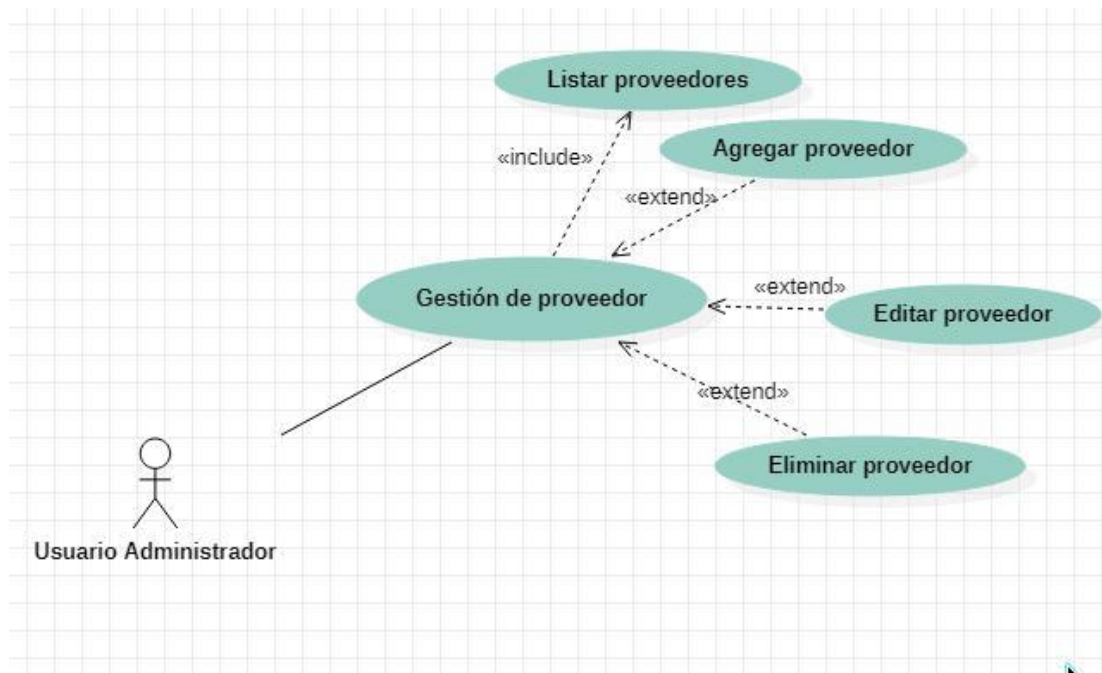 Listar proveedores
«include»
Agregar proveedor
«extend»
Gestión de proveedor
«extend»
Editar proveedor
«extend»
Eliminar proveedor
Usuario Administrador